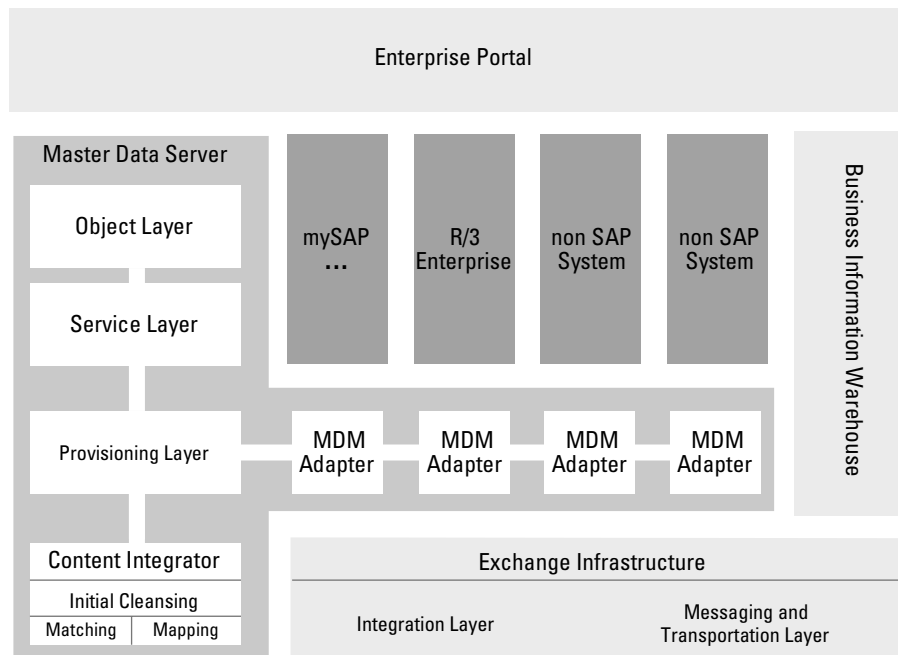 Enterprise Portal
Master Data Server
Object Layer
Service Layer
Provisioning Layer
Content Integrator
Initial Cleansing
Matching
Mapping
mySAP
...
R/3
Enterprise
non SAP
System
non SAP
System
MDM
Adapter
MDM
Adapter
MDM
Adapter
MDM
Adapter
Business Information Warehouse
Exchange Infrastructure
Integration Layer
Messaging and
Transportation Layer